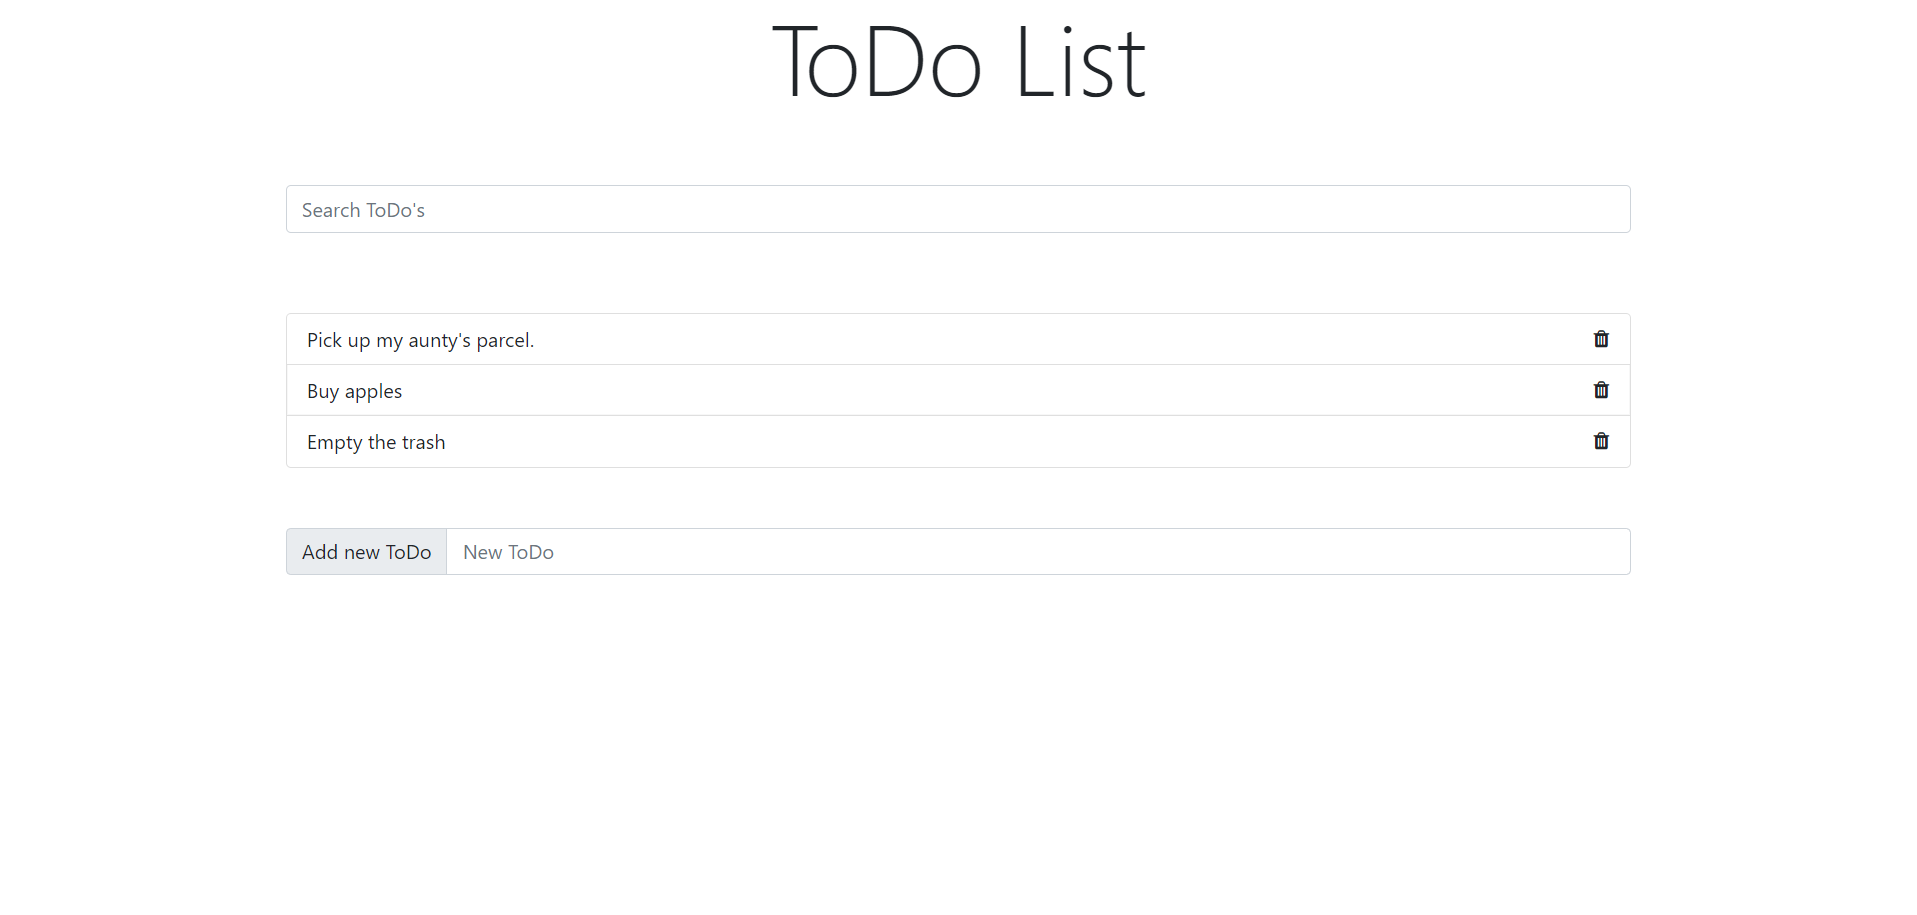 ToDo List
Search ToDo's
Pick up my aunty's parcel.
Buy apples
Empty the trash
Add new ToDo New ToDo